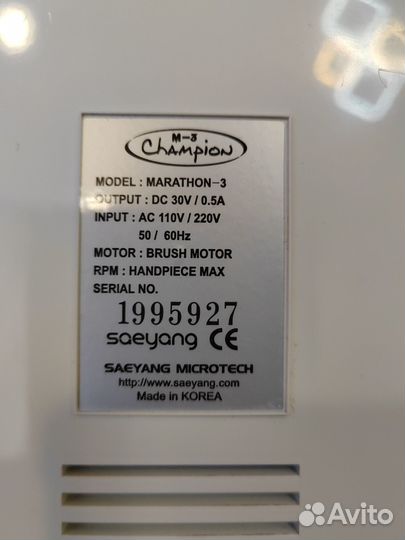 M-3
Champion
MODEL : MARATHON-3
OUTPUT : DC 30V / 0.5A
INPUT : AC 110V / 220V
50 / 60Hz
MOTOR : BRUSH MOTOR
RPM : HANDPIECE MAX
SERIAL NO.
1995927
saeyang CE
SAEYANG MICROTECH
http://www.saeyang.com
Made in KOREA
Avito